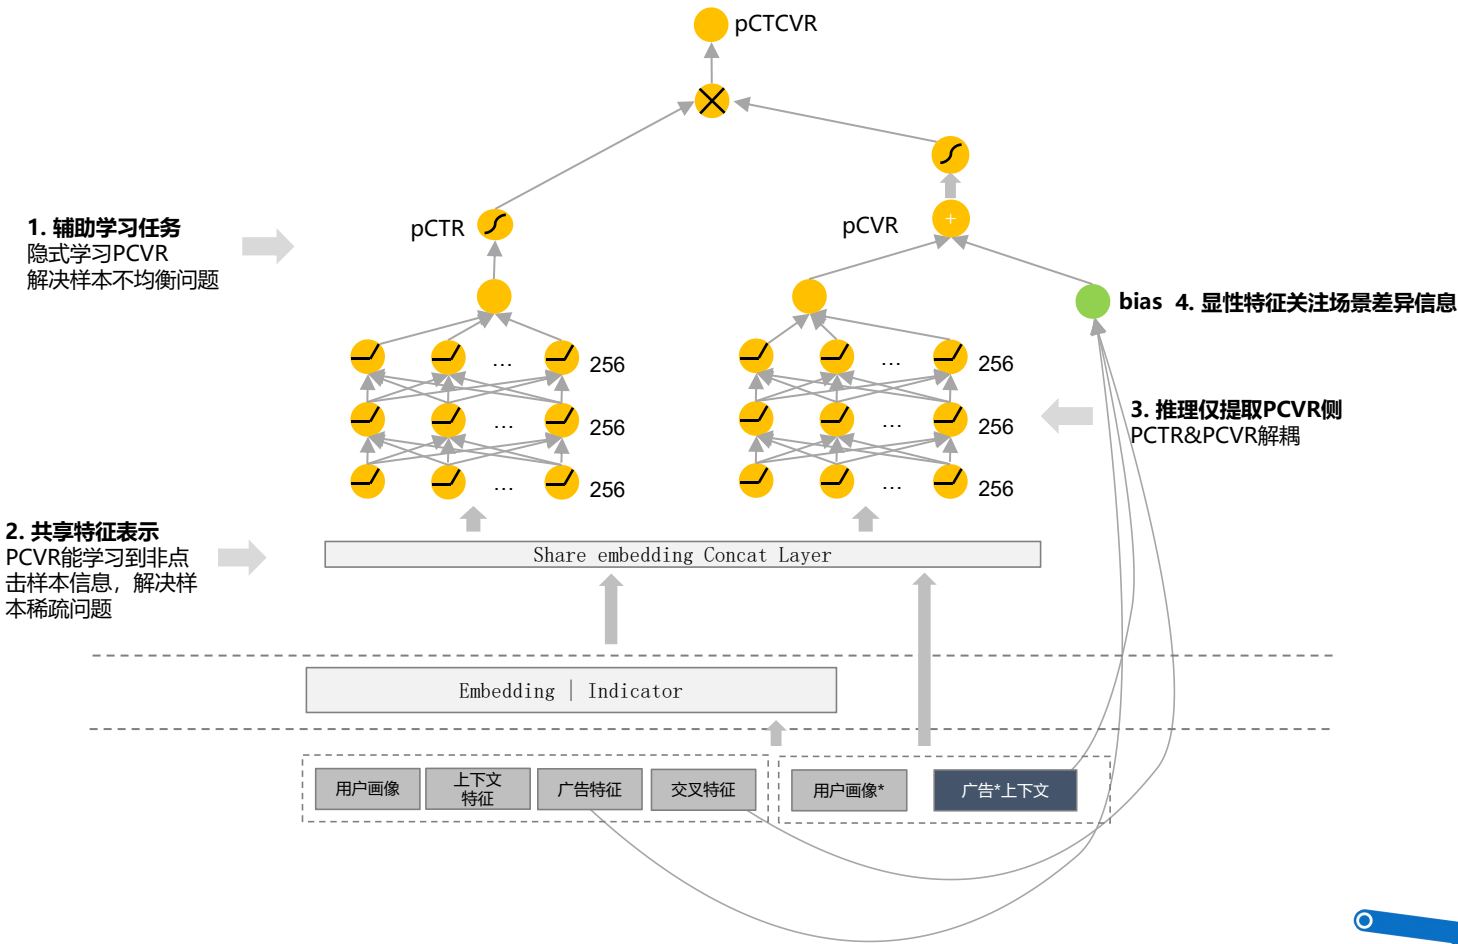 pCTCVR
1. 辅助学习任务
隐式学习PCVR
解决样本不均衡问题
pCTR
pCVR
bias
4. 显性特征关注场景差异信息
... 256
... 256
... 256
... 256
... 256
... 256
3. 推理仅提取PCVR侧
PCTR&PCVR解耦
2. 共享特征表示
PCVR能学习到非点
击样本信息，解决样
本稀疏问题
Share embedding Concat Layer
Embedding | Indicator
用户画像
上下文
特征
广告特征
交叉特征
用户画像*
广告*上下文